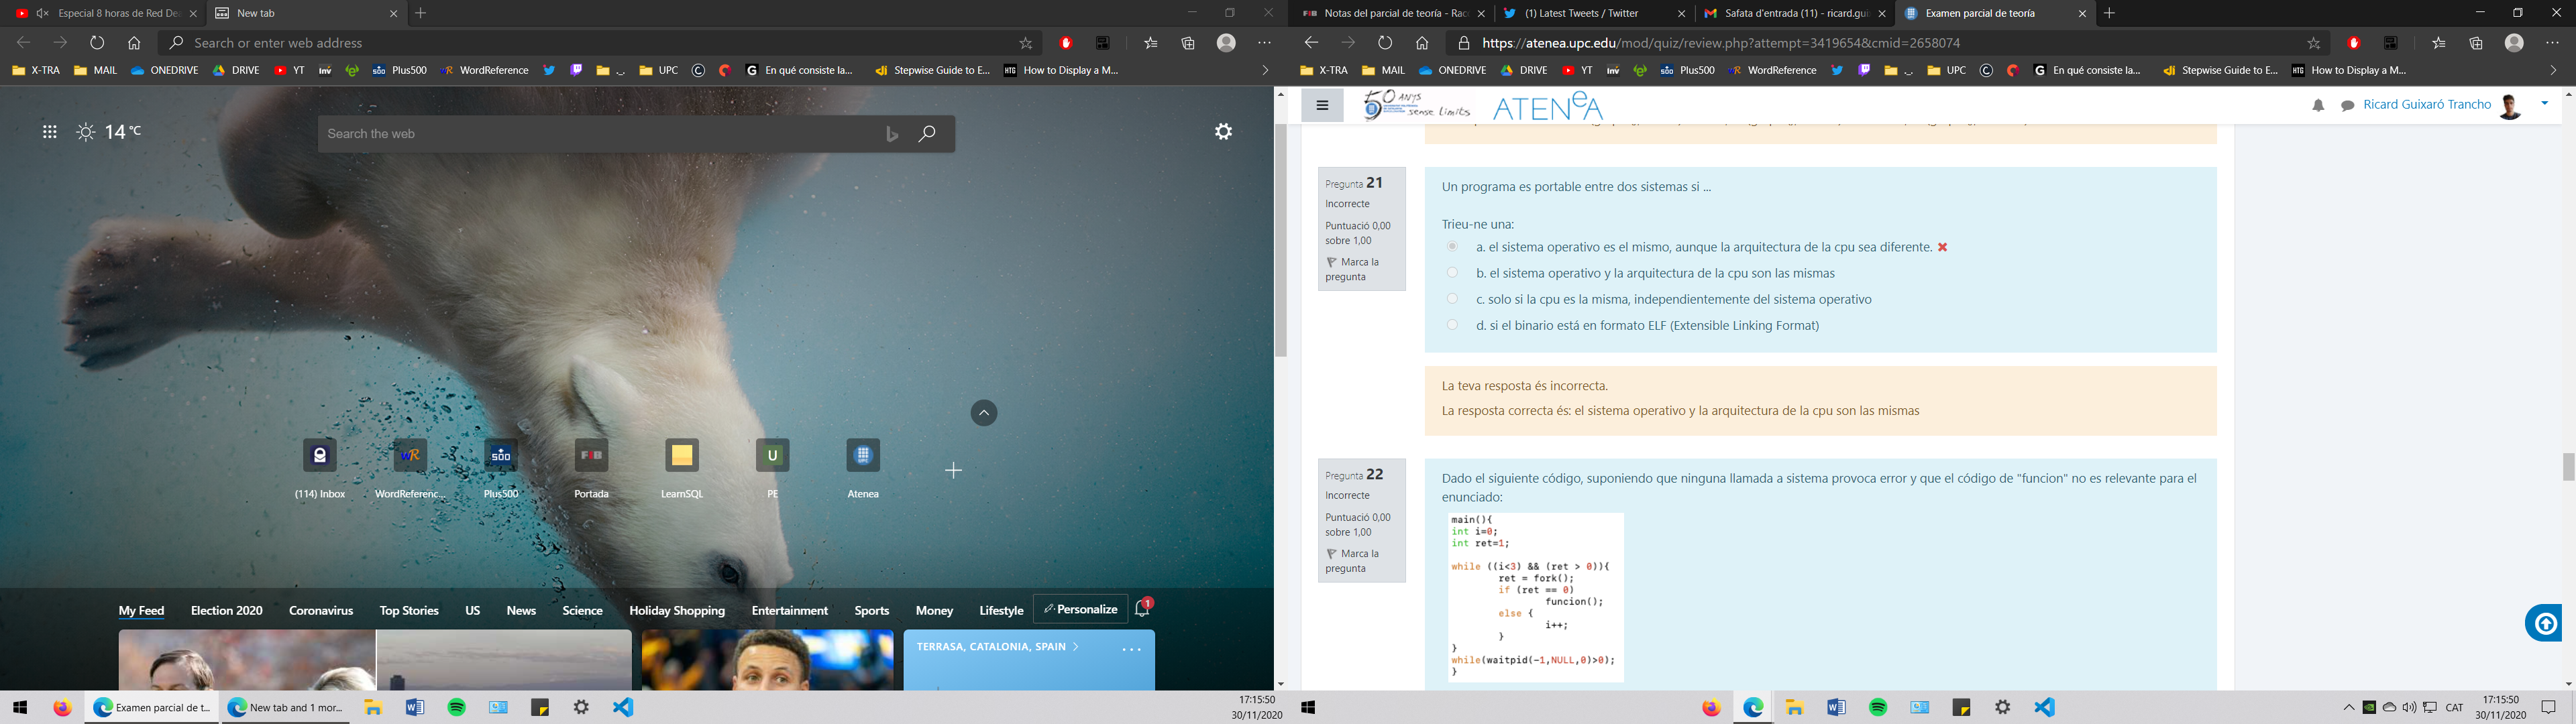 Especial 8 horas de Red De
New tab
Search or enter web address
X-TRA
MAIL
ONEDRIVE
DRIVE
YT
inv
Plus500
WordReference
UPC
En qué consiste la...
Stepwise Guide to E...
HTG
How to Display a M...
14 °C
Search the web
(114) Inbox
WordReferenc...
Plus500
Portada
LearnSQL
PE
Atenea
My Feed
Election 2020
Coronavirus
Top Stories
US
News
Science
Holiday Shopping
Entertainment
Sports
Money
Lifestyle
Personalize
1
TERRASA, CATALONIA, SPAIN
Examen parcial de t...
New tab and 1 mor...
17:15:50
30/11/2020
Notas del parcial de teoría - Rac
(1) Latest Tweets / Twitter
Safata d'entrada (11) - ricard.gui
Examen parcial de teoría
https://atenea.upc.edu/mod/quiz/review.php?attempt=3419654&cmid=2658074
X-TRA
MAIL
ONEDRIVE
DRIVE
YT
inv
Plus500
WordReference
UPC
En qué consiste la...
Stepwise Guide to E...
HTG
How to Display a M...
50 ANYS
sense límits
ATENEA
Ricard Guixaró Trancho
Pregunta 21
Incorrecte
Puntuació 0,00
sobre 1,00
Marca la
pregunta
Un programa es portable entre dos sistemas si ...
Trieu-ne una:
a. el sistema operativo es el mismo, aunque la arquitectura de la cpu sea diferente.
b. el sistema operativo y la arquitectura de la cpu son las mismas
c. solo si la cpu es la misma, independientemente del sistema operativo
d. si el binario está en formato ELF (Extensible Linking Format)
La teva resposta és incorrecta.
La resposta correcta és: el sistema operativo y la arquitectura de la cpu son las mismas
Pregunta 22
Incorrecte
Puntuació 0,00
sobre 1,00
Marca la
pregunta
Dado el siguiente código, suponiendo que ninguna llamada a sistema provoca error y que el código de "funcion" no es relevante para el
enunciado:
main(){
int i=0;
int ret=1;
while ((i<3) && (ret > 0)){
ret = fork();
if (ret == 0)
funcion();
else {
i++;
}
}
while(waitpid(-1,NULL,0)>0);
}
CAT
17:15:50
30/11/2020